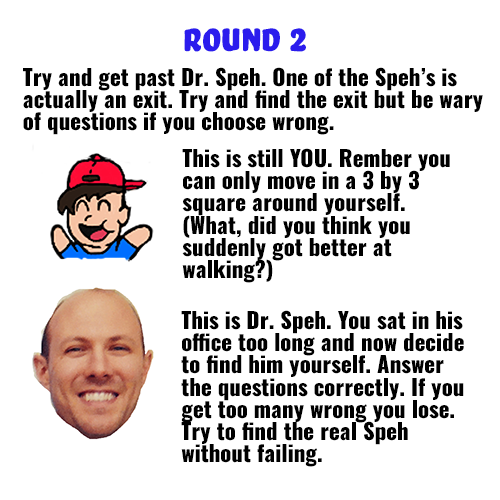 ROUND 2
Try and get past Dr. Speh. One of the Speh's is
actually an exit. Try and find the exit but be wary
of questions if you choose wrong.
This is still YOU. Rember you
can only move in a 3 by 3
square around yourself.
(What, did you think you
suddenly got better at
walking?)
This is Dr. Speh. You sat in his
office too long and now decide
to find him yourself. Answer
the questions correctly. If you
get too many wrong you lose.
Try to find the real Speh
without failing.